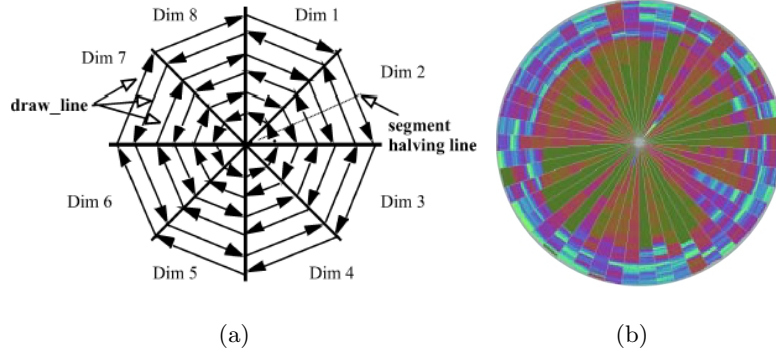 Dim 8
Dim 1
Dim 7
Dim 2
draw_line
segment
halving line
Dim 6
Dim 3
Dim 5
Dim 4
(a)
(b)